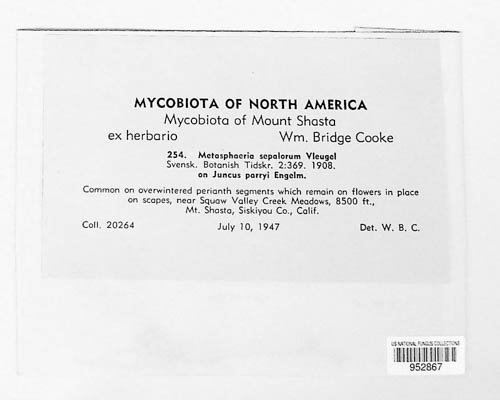 MYCOBIOTA OF NORTH AMERICA
Mycobiota of Mount Shasta
ex herbario Wm. Bridge Cooke
254. Metasphaeria sepalorum Vleugel
Svensk. Botanish Tidskr. 2:369. 1908.
on Juncus parryi Engelm.
Common on overwintered perianth segments which remain on flowers in place
on scapes, near Squaw Valley Creek Meadows, 8500 ft.,
Mt. Shasta, Siskiyou Co., Calif.
Coll. 20264 July 10, 1947 Det. W. B. C.
US NATIONAL FUNGUS COLLECTIONS
952867